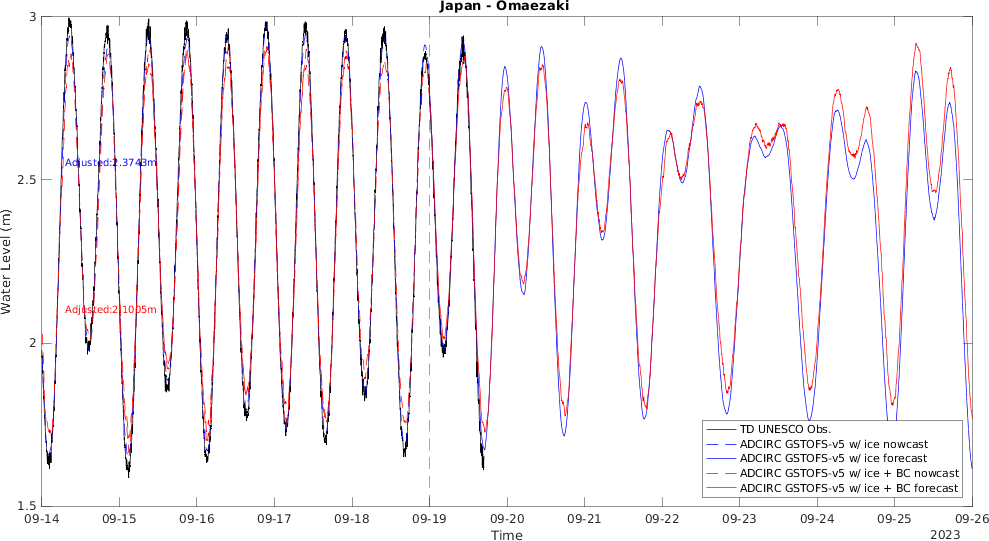 Japan - Omaezaki
3
2.5
2
1.5
Water Level (m)
Adjusted:2.3743m
Adjusted:2.1005m
TD UNESCO Obs.
ADCIRC GSTOFS-v5 w/ ice nowcast
ADCIRC GSTOFS-v5 w/ ice forecast
ADCIRC GSTOFS-v5 w/ ice + BC nowcast
ADCIRC GSTOFS-v5 w/ ice + BC forecast
09-14 09-15 09-16 09-17 09-18 09-19 09-20 09-21 09-22 09-23 09-24 09-25 09-26
Time
2023